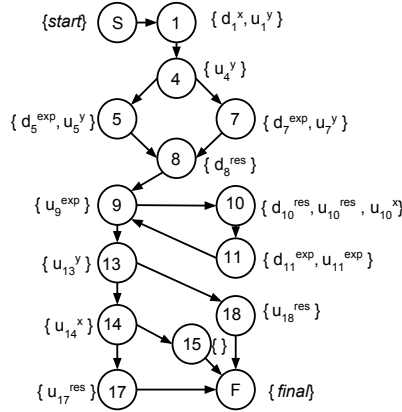 {start} S 1 { d₁ˣ, u₁ʸ }
4 { u₄ʸ }
{ d₅ᵉˣᵖ, u₅ʸ } 5 7 { d₇ᵉˣᵖ, u₇ʸ }
8 { d₈ʳᵉˢ }
{ u₉ᵉˣᵖ } 9 10 { d₁₀ʳᵉˢ, u₁₀ʳᵉˢ , u₁₀ˣ}
11 { d₁₁ᵉˣᵖ, u₁₁ᵉˣᵖ }
{ u₁₃ʸ } 13
18 { u₁₈ʳᵉˢ }
{ u₁₄ˣ } 14
15 { }
{ u₁₇ʳᵉˢ } 17 F {final}